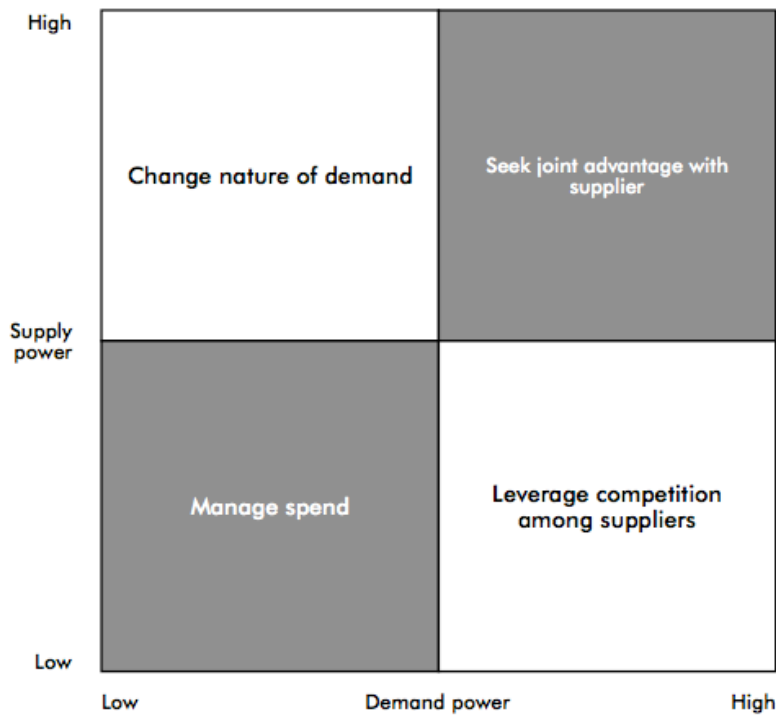 High
Change nature of demand
Seek joint advantage with
supplier
Supply
power
Manage spend
Leverage competition
among suppliers
Low
Low
Demand power
High